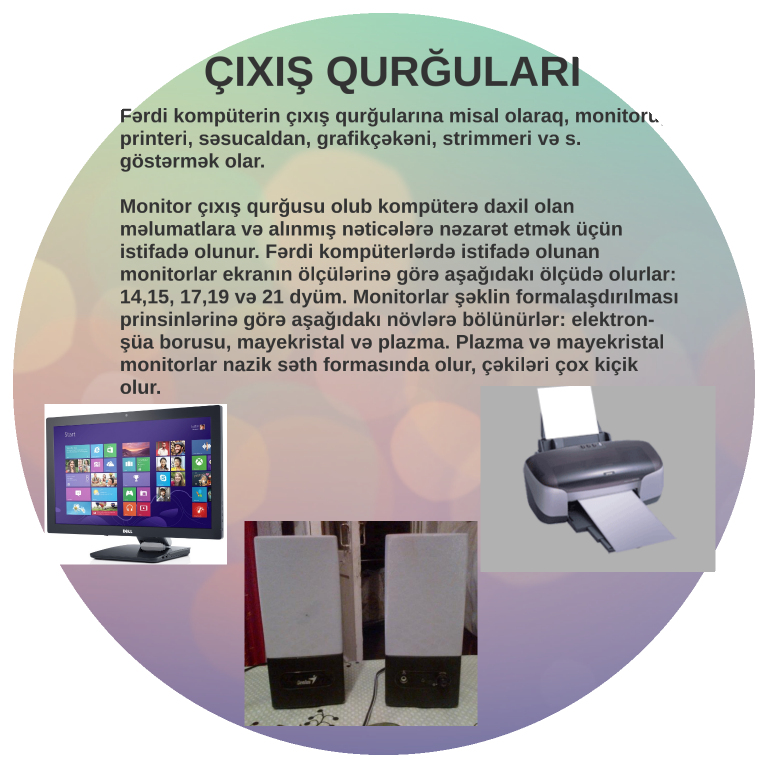 ÇIXIŞ QURĞULARI
Fərdi kompüterin çıxış qurğularına misal olaraq,
printeri, səsucaldan, grafikçəkəni, strimmeri və s.
göstərmək olar.
Monitor çıxış qurğusu olub kompüterə daxil olan
məlumatlara və alınmış nəticələrə nəzarət etmək üçün
istifadə olunur. Fərdi kompüterlərdə istifadə olunan
monitorlar ekranın ölçülərinə görə aşağıdakı ölçüdə olurlar:
14,15, 17,19 və 21 dyüm. Monitorlar şəklin formalaşdırılması
prinsinlərinə görə aşağıdakı növlərə bölünürlər: elektron-
şüa borusu, mayekristal və plazma. Plazma və mayekristal
monitorlar nazik səth formasında olur, çəkiləri çox kiçik
olur.
Start
DELL
Genius